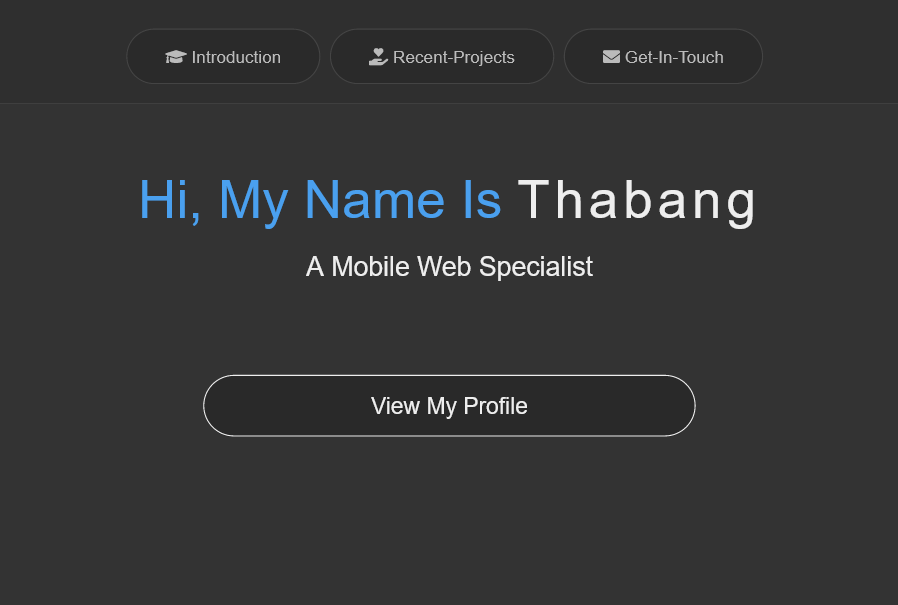 Introduction Recent-Projects Get-In-Touch
Hi, My Name Is Thabang
A Mobile Web Specialist
View My Profile